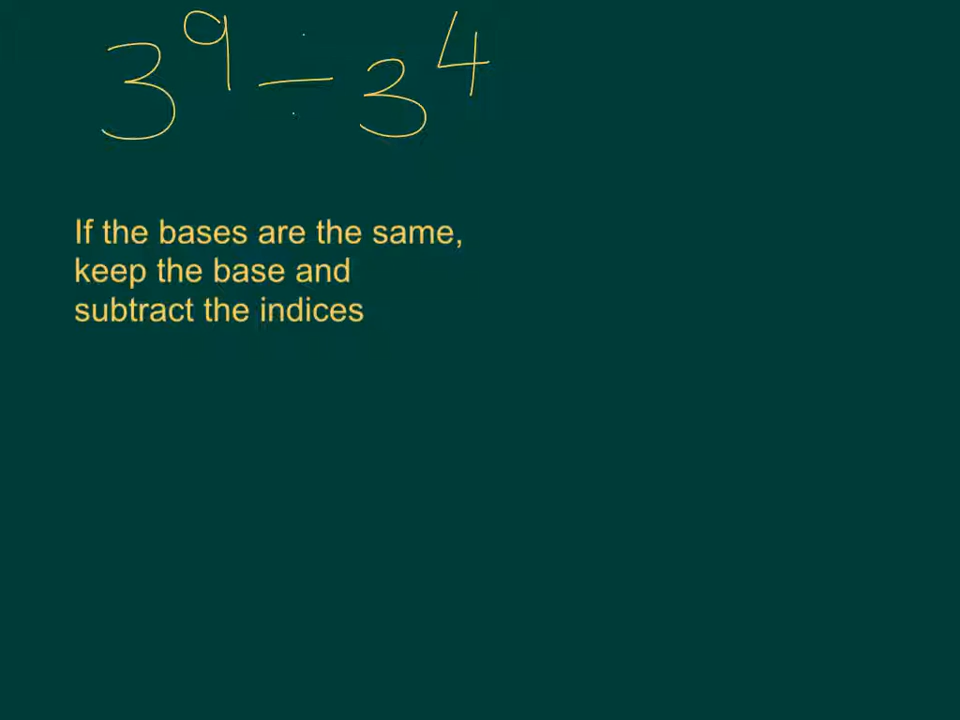 3⁹ ÷ 3⁴
If the bases are the same,
keep the base and
subtract the indices